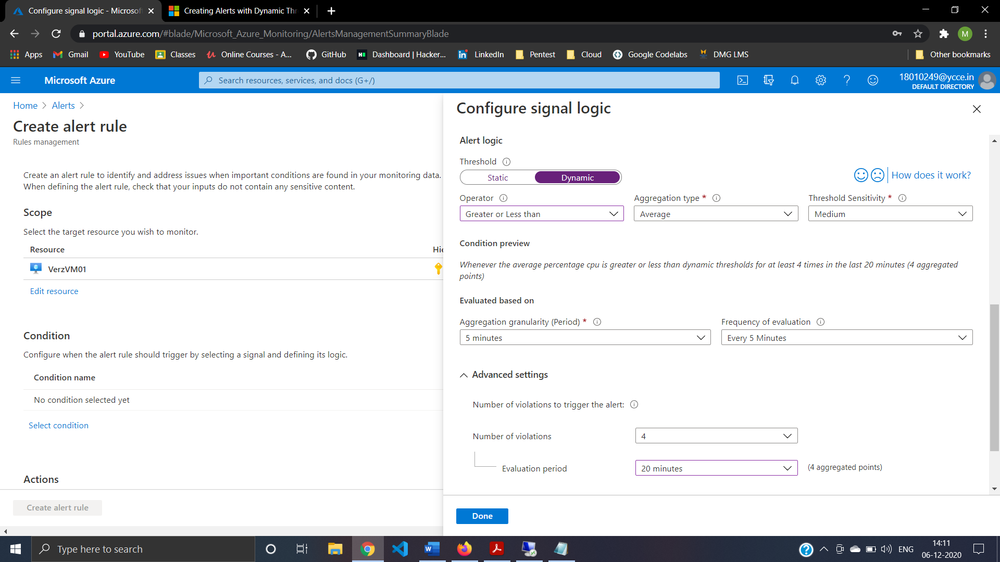 Configure signal logic - Microsof
Creating Alerts with Dynamic Thr
portal.azure.com/#blade/Microsoft_Azure_Monitoring/AlertsManagementSummaryBlade
M
Apps
Gmail
YouTube
Classes
Online Courses - A...
GitHub
Dashboard | Hacker...
LinkedIn
Pentest
Cloud
Google Codelabs
DMG LMS
Other bookmarks
Microsoft Azure
Search resources, services, and docs (G+/)
18010249@ycce.in
DEFAULT DIRECTORY
Home > Alerts >
Create alert rule
Rules management
Create an alert rule to identify and address issues when important conditions are found in your monitoring data.
When defining the alert rule, check that your inputs do not contain any sensitive content.
Scope
Select the target resource you wish to monitor.
Resource
Hie
VerzVM01
Edit resource
Condition
Configure when the alert rule should trigger by selecting a signal and defining its logic.
Condition name
No condition selected yet
Select condition
Actions
Create alert rule
Configure signal logic
Alert logic
Threshold
Static
Dynamic
How does it work?
Operator
Aggregation type *
Threshold Sensitivity *
Greater or Less than
Average
Medium
Condition preview
Whenever the average percentage cpu is greater or less than dynamic thresholds for at least 4 times in the last 20 minutes (4 aggregated
points)
Evaluated based on
Aggregation granularity (Period) *
Frequency of evaluation
5 minutes
Every 5 Minutes
Advanced settings
Number of violations to trigger the alert:
Number of violations
4
Evaluation period
20 minutes
(4 aggregated points)
Done
Type here to search
ENG
14:11
06-12-2020